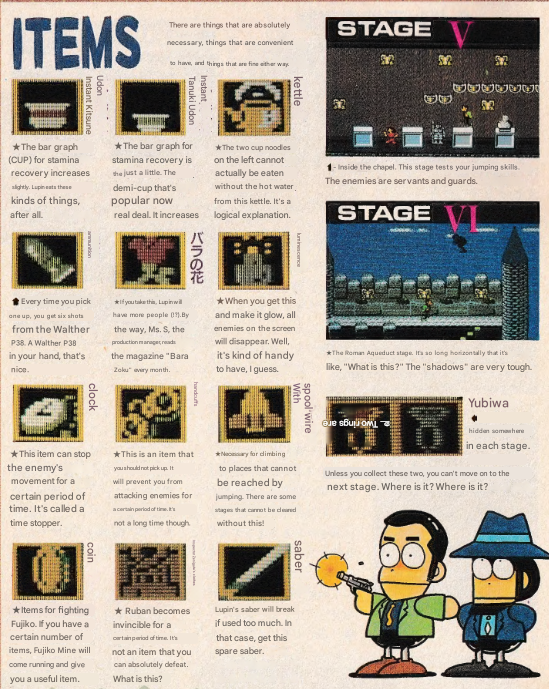 ITEMS
There are things that are absolutely
necessary, things that are convenient
to have, and things that are fine either way.
Udon
Instant Kitsune
★The bar graph
(CUP) for stamina
recovery increases
slightly. Lupin eats these
kinds of things,
after all.
Instant
Tanuki Udon
★The bar graph for
stamina recovery is
the just a little. The
demi-cup that's
popular now
real deal. It increases
kettle
★The two cup noodles
on the left cannot
actually be eaten
without the hot water
from this kettle. It's a
logical explanation.
ammunition
Every time you pick
one up, you get six shots
from the Walther
P38. A Walther P38
in your hand, that's
nice.
バラの花
★If you take this, Lupin will
have more people (!?). By
the way, Ms. S, the
production manager, reads
the magazine "Bara
Zoku" every month.
luminescence
★When you get this
and make it glow, all
enemies on the screen
will disappear. Well,
it's kind of handy
to have, I guess.
clock
★This item can stop
the enemy's
movement for a
certain period of
time. It's called a
time stopper.
handcuffs
★This is an item that
you should not pick up. It
will prevent you from
attacking enemies for
a certain period of time. It's
not a long time though.
With
spool wire
★Necessary for climbing
to places that cannot
be reached by
jumping. There are some
stages that cannot be cleared
without this!
coin
★Items for fighting
Fujiko. If you have a
certain number of
items, Fujiko Mine will
come running and give
you a useful item.
★ Ruban becomes
invincible for a
certain period of time. It's
not an item that you
can absolutely defeat.
What is this?
saber
Lupin's saber will break
if used too much. In
that case, get this
spare saber.
STAGE V
- Inside the chapel. This stage tests your jumping skills.
The enemies are servants and guards.
STAGE VI
★The Roman Aqueduct stage. It's so long horizontally that it's
like, "What is this?" The "shadows" are very tough.
2. Two rings are
Yubiwa
hidden somewhere
in each stage.
Unless you collect these two, you can't move on to the
next stage. Where is it? Where is it?